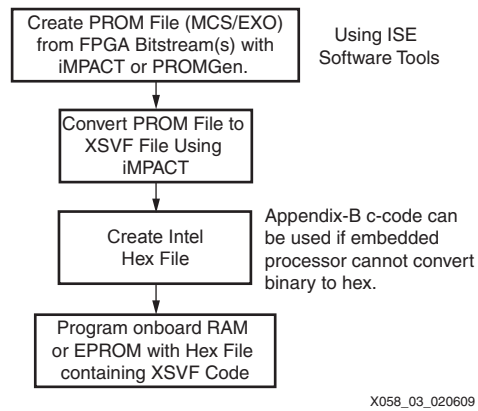 Create PROM File (MCS/EXO)
from FPGA Bitstream(s) with
iMPACT or PROMGen.
Using ISE
Software Tools
Convert PROM File to
XSVF File Using
iMPACT
Create Intel
Hex File
Appendix-B c-code can
be used if embedded
processor cannot convert
binary to hex.
Program onboard RAM
or EPROM with Hex File
containing XSVF Code
X058_03_020609